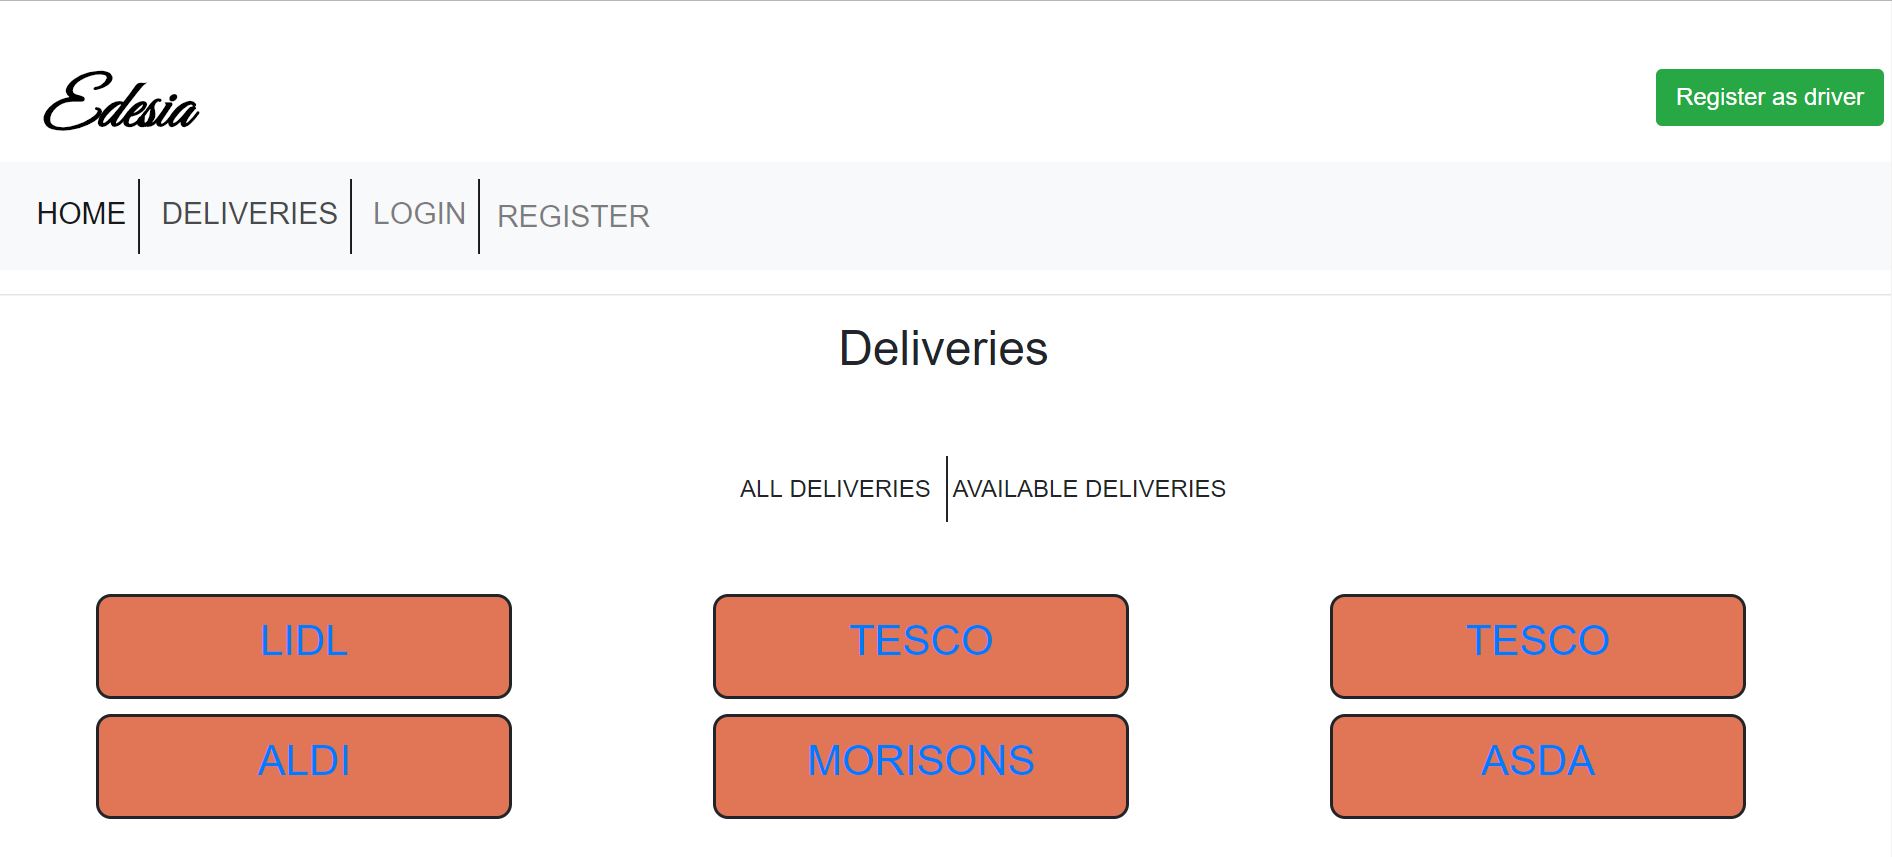 Edesia
Register as driver
HOME DELIVERIES LOGIN REGISTER
Deliveries
ALL DELIVERIES AVAILABLE DELIVERIES
LIDL TESCO TESCO
ALDI MORISONS ASDA